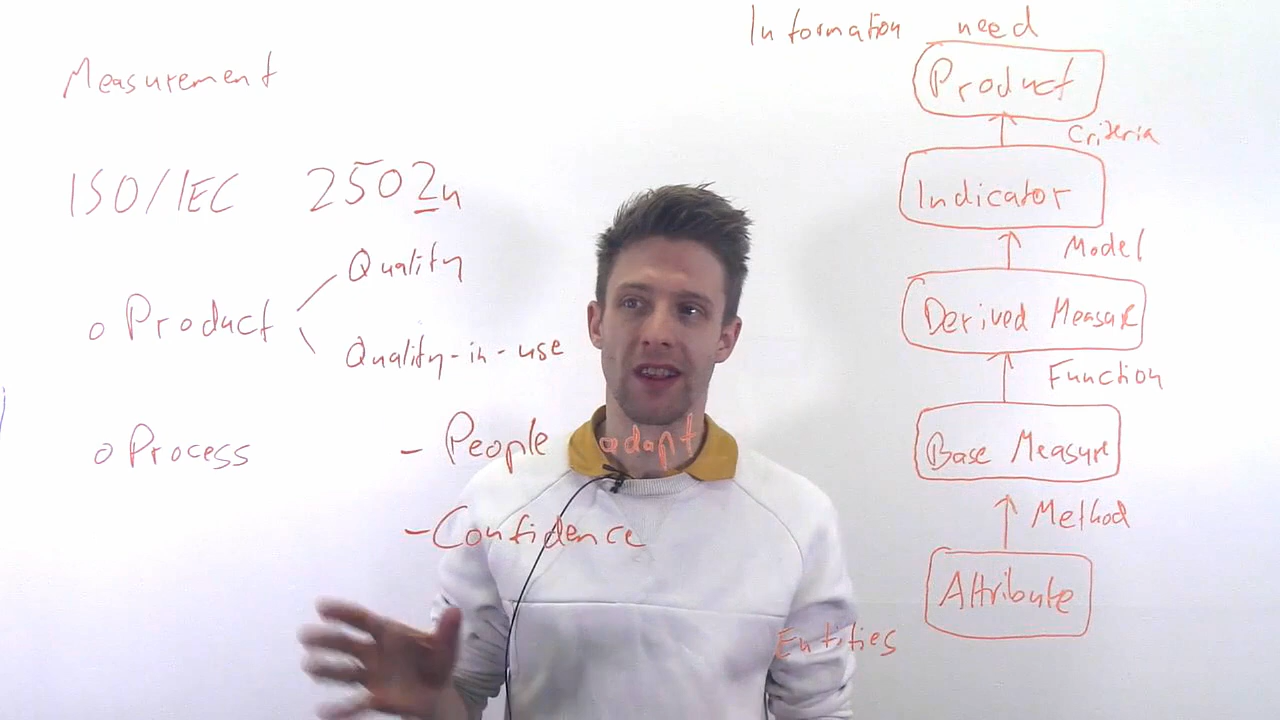 Measurement
ISO/IEC 2502n
o Product
Quality
Quality-in-use
o Process
- People adapt
- Confidence
Information need
Product
Criteria
Indicator
Model
Derived Measure
Function
Base Measure
Method
Attribute
Entities